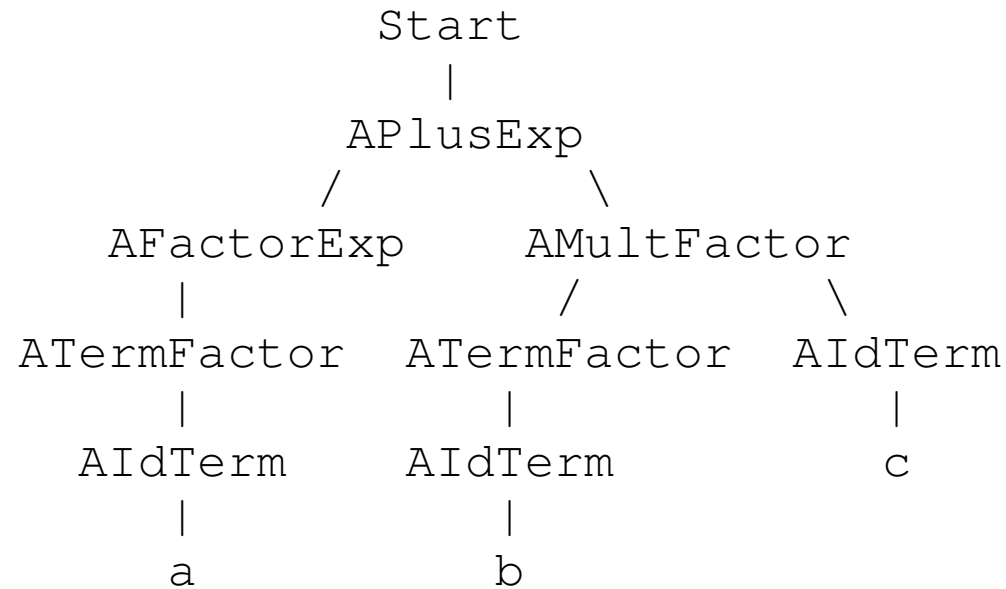 Start
|
APlusExp
/ \
AFactorExp AMultFactor
| / \
ATermFactor ATermFactor AIdTerm
| | |
AIdTerm AIdTerm c
| |
a b